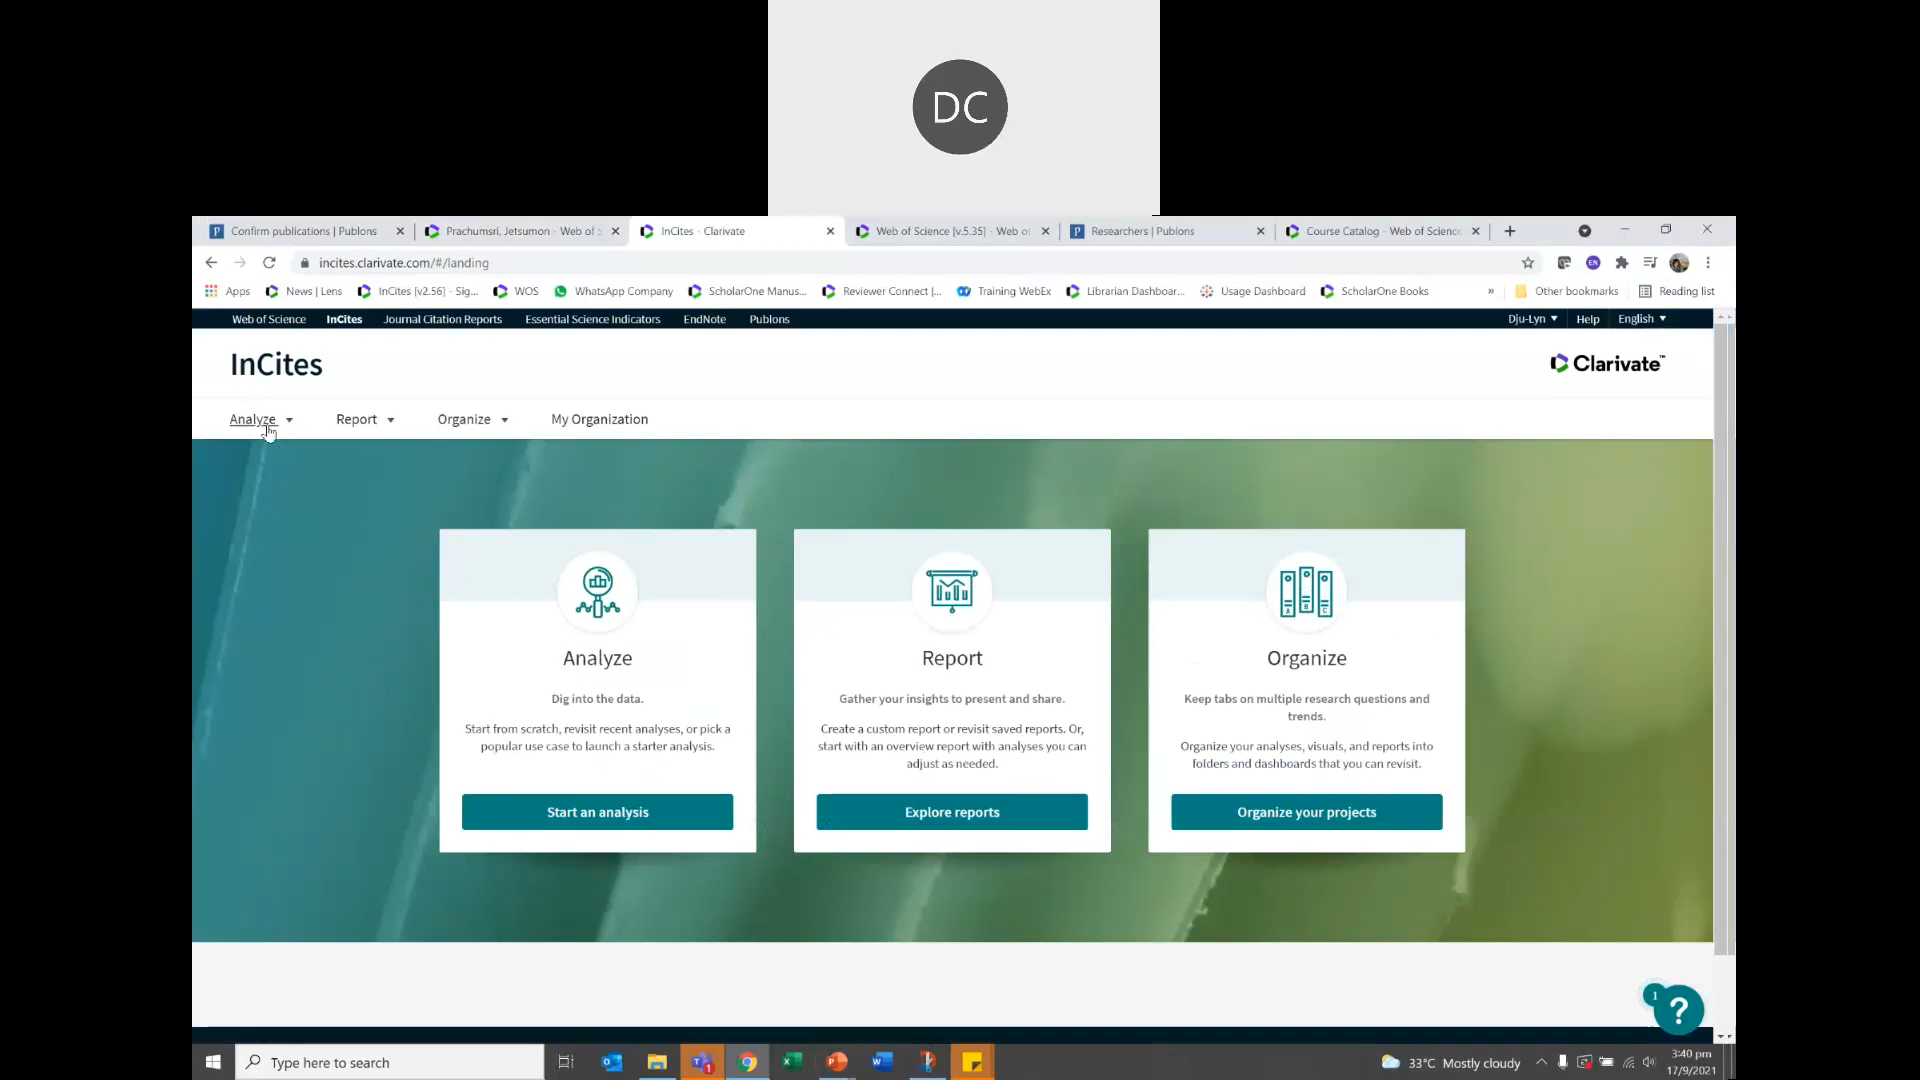 DC
Confirm publications | Publons
Prachumsri, Jetsumon - Web of s
InCites - Clarivate
Web of Science [v.5.35] - Web of
Researchers | Publons
Course Catalog - Web of Science
incites.clarivate.com/#/landing
Apps
News | Lens
InCites [v2.56] - Sig...
WOS
WhatsApp Company
ScholarOne Manus...
Reviewer Connect |...
Training WebEx
Librarian Dashboar...
Usage Dashboard
ScholarOne Books
»
Other bookmarks
Reading list
Web of Science
InCites
Journal Citation Reports
Essential Science Indicators
EndNote
Publons
Dju-Lyn
Help
English
InCites
Clarivate™
Analyze
Report
Organize
My Organization
Analyze
Dig into the data.
Start from scratch, revisit recent analyses, or pick a
popular use case to launch a starter analysis.
Start an analysis
Report
Gather your insights to present and share.
Create a custom report or revisit saved reports. Or,
start with an overview report with analyses you can
adjust as needed.
Explore reports
Organize
Keep tabs on multiple research questions and
trends.
Organize your analyses, visuals, and reports into
folders and dashboards that you can revisit.
Organize your projects
1
?
Type here to search
33°C Mostly cloudy
3:40 pm
17/9/2021